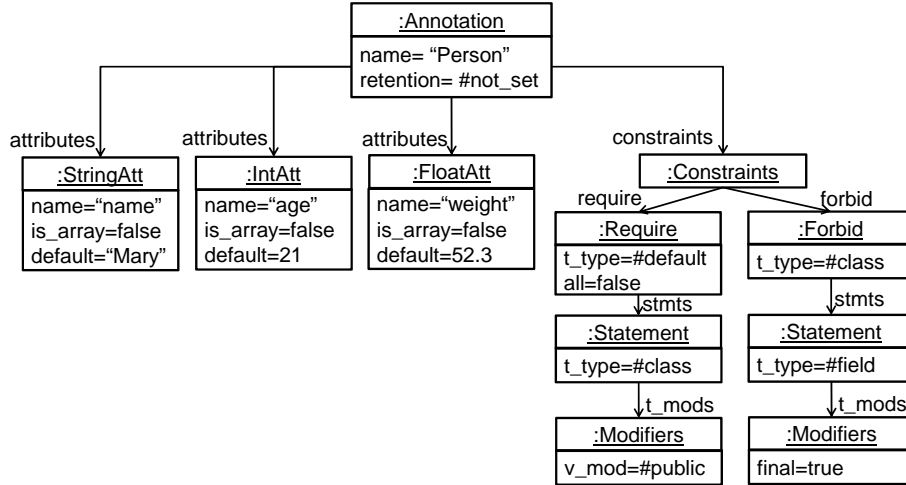 :Annotation
name= “Person”
retention= #not_set
attributes
attributes
attributes
constraints
:StringAtt
name=“name”
is_array=false
default=“Mary”
:IntAtt
name=“age”
is_array=false
default=21
:FloatAtt
name=“weight”
is_array=false
default=52.3
:Constraints
require
forbid
:Require
t_type=#default
all=false
:Forbid
t_type=#class
stmts
stmts
:Statement
t_type=#class
:Statement
t_type=#field
t_mods
t_mods
:Modifiers
v_mod=#public
:Modifiers
final=true